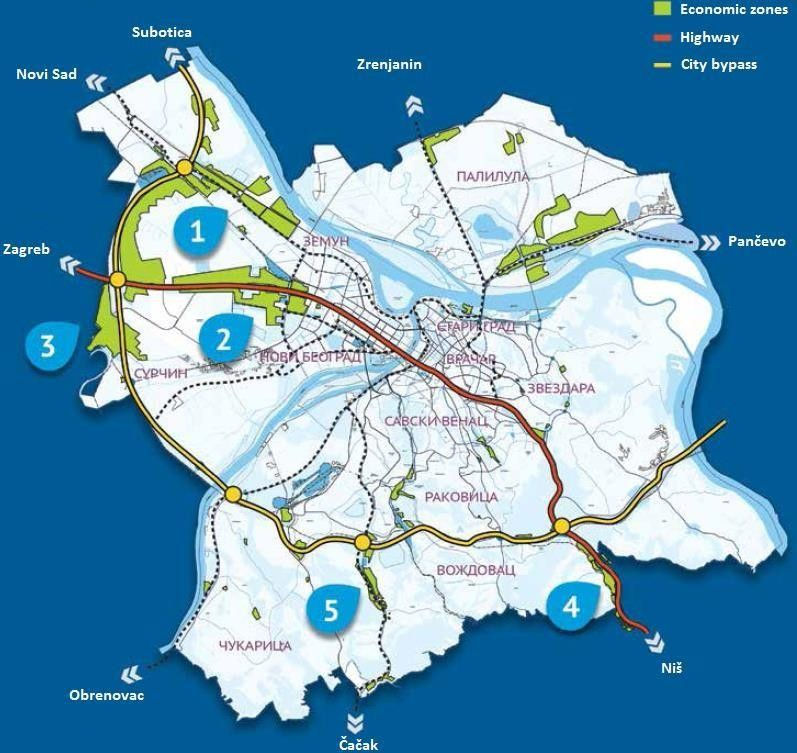 Economic zones
Subotica
Highway
Zrenjanin
City bypass
Novi Sad
ПАЛИЛУЛА
1
ЗЕМУН
Pančevo
Zagreb
2
СТАРИ ГРАД
3
НОВИ БЕОГРАД
ВРАЧАР
СУРЧИН
ЗВЕЗДАРА
САВСКИ ВЕНАЦ
РАКОВИЦА
ВОЖДОВАЦ
5
4
ЧУКАРИЦА
Niš
Obrenovac
Čačak